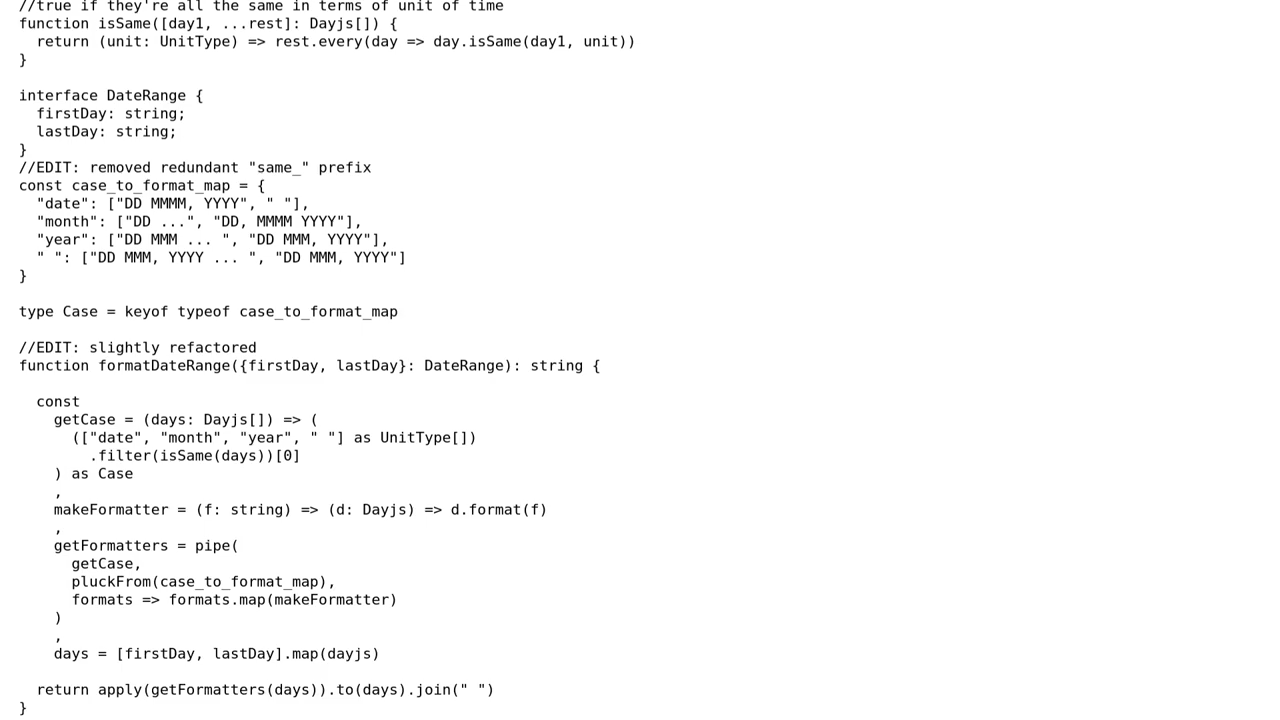 //true if they're all the same in terms of unit of time
function isSame([day1, ...rest]: Dayjs[]) {
  return (unit: UnitType) => rest.every(day => day.isSame(day1, unit))
}

interface DateRange {
  firstDay: string;
  lastDay: string;
}
//EDIT: removed redundant "same_" prefix
const case_to_format_map = {
  "date": ["DD MMMM, YYYY", " "],
  "month": ["DD ...", "DD, MMMM YYYY"],
  "year": ["DD MMM ... ", "DD MMM, YYYY"],
  " ": ["DD MMM, YYYY ... ", "DD MMM, YYYY"]
}

type Case = keyof typeof case_to_format_map

//EDIT: slightly refactored
function formatDateRange({firstDay, lastDay}: DateRange): string {

  const
    getCase = (days: Dayjs[]) => (
      (["date", "month", "year", " "] as UnitType[])
        .filter(isSame(days))[0]
    ) as Case
    ,
    makeFormatter = (f: string) => (d: Dayjs) => d.format(f)
    ,
    getFormatters = pipe(
      getCase,
      pluckFrom(case_to_format_map),
      formats => formats.map(makeFormatter)
    )
    ,
    days = [firstDay, lastDay].map(dayjs)

  return apply(getFormatters(days)).to(days).join(" ")
}